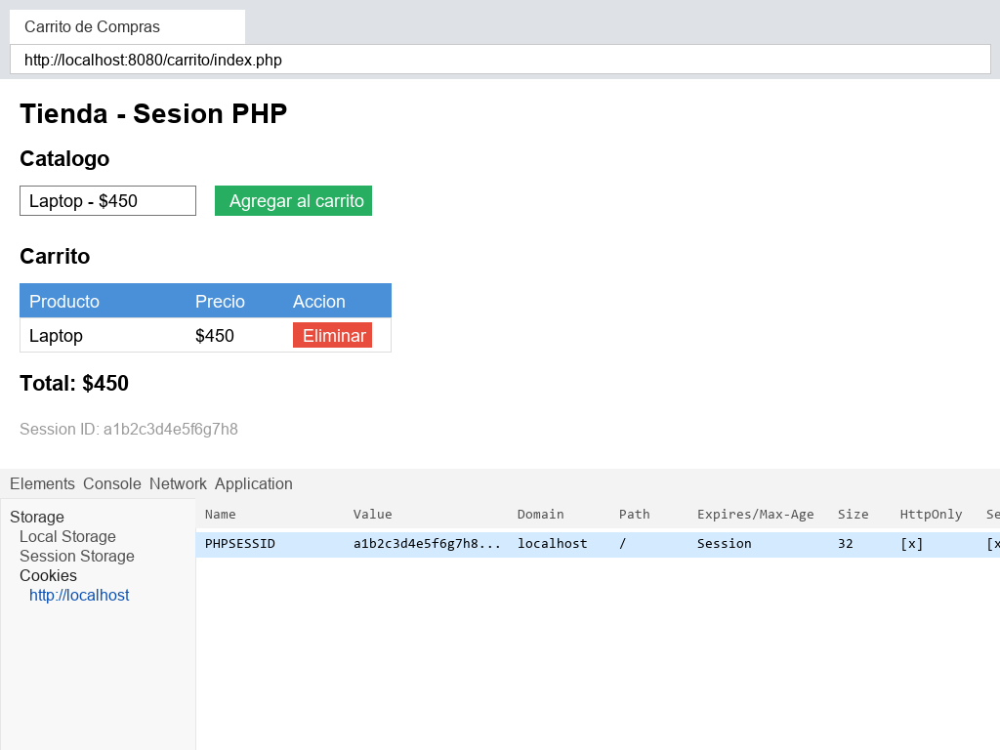 Carrito de Compras
http://localhost:8080/carrito/index.php
Tienda - Sesion PHP
Catalogo
Laptop - $450 Agregar al carrito
Carrito
Producto Precio Accion
Laptop $450 Eliminar
Total: $450
Session ID: a1b2c3d4e5f6g7h8
Elements Console Network Application
Storage
Local Storage
Session Storage
Cookies
http://localhost
Name Value Domain Path Expires/Max-Age Size HttpOnly Se
PHPSESSID a1b2c3d4e5f6g7h8... localhost / Session 32 [x] [x